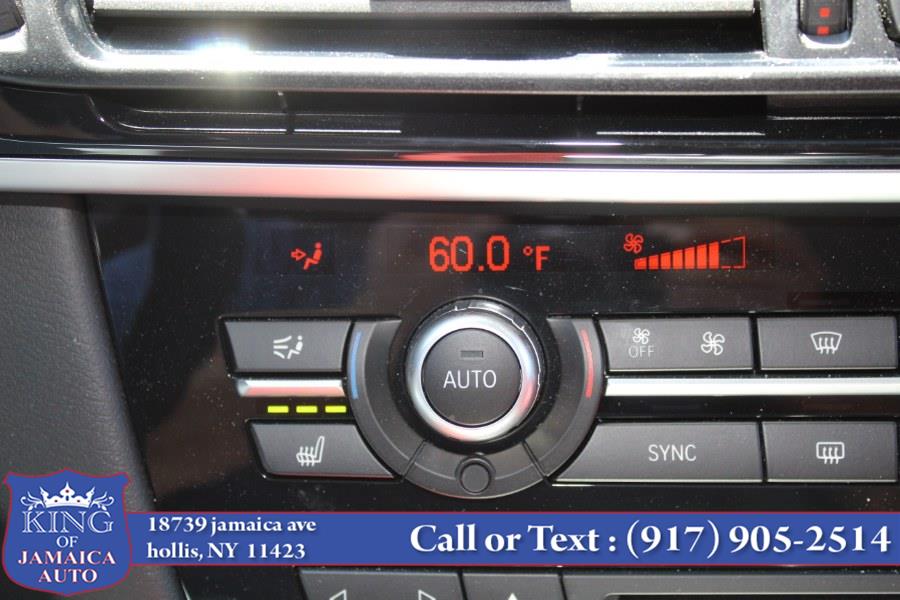 60.0 °F
AUTO
OFF
SYNC
KING
OF
JAMAICA
AUTO
18739 jamaica ave
hollis, NY 11423
Call or Text : (917) 905-2514